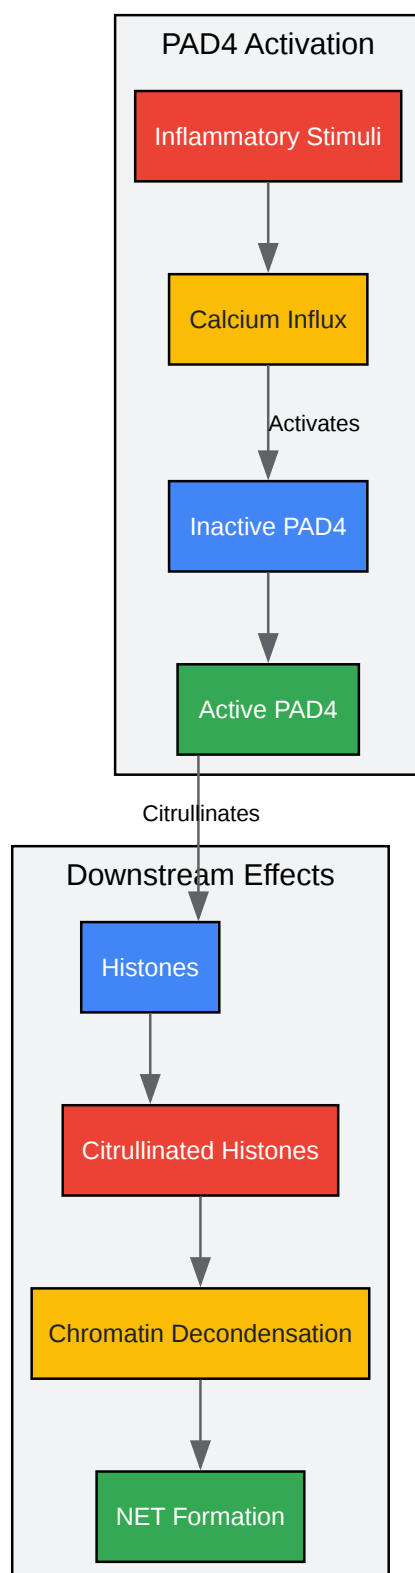 PAD4 Activation
Inflammatory Stimuli
Calcium Influx
Activates
Inactive PAD4
Active PAD4
Citrullinates
Downstream Effects
Histones
Citrullinated Histones
Chromatin Decondensation
NET Formation